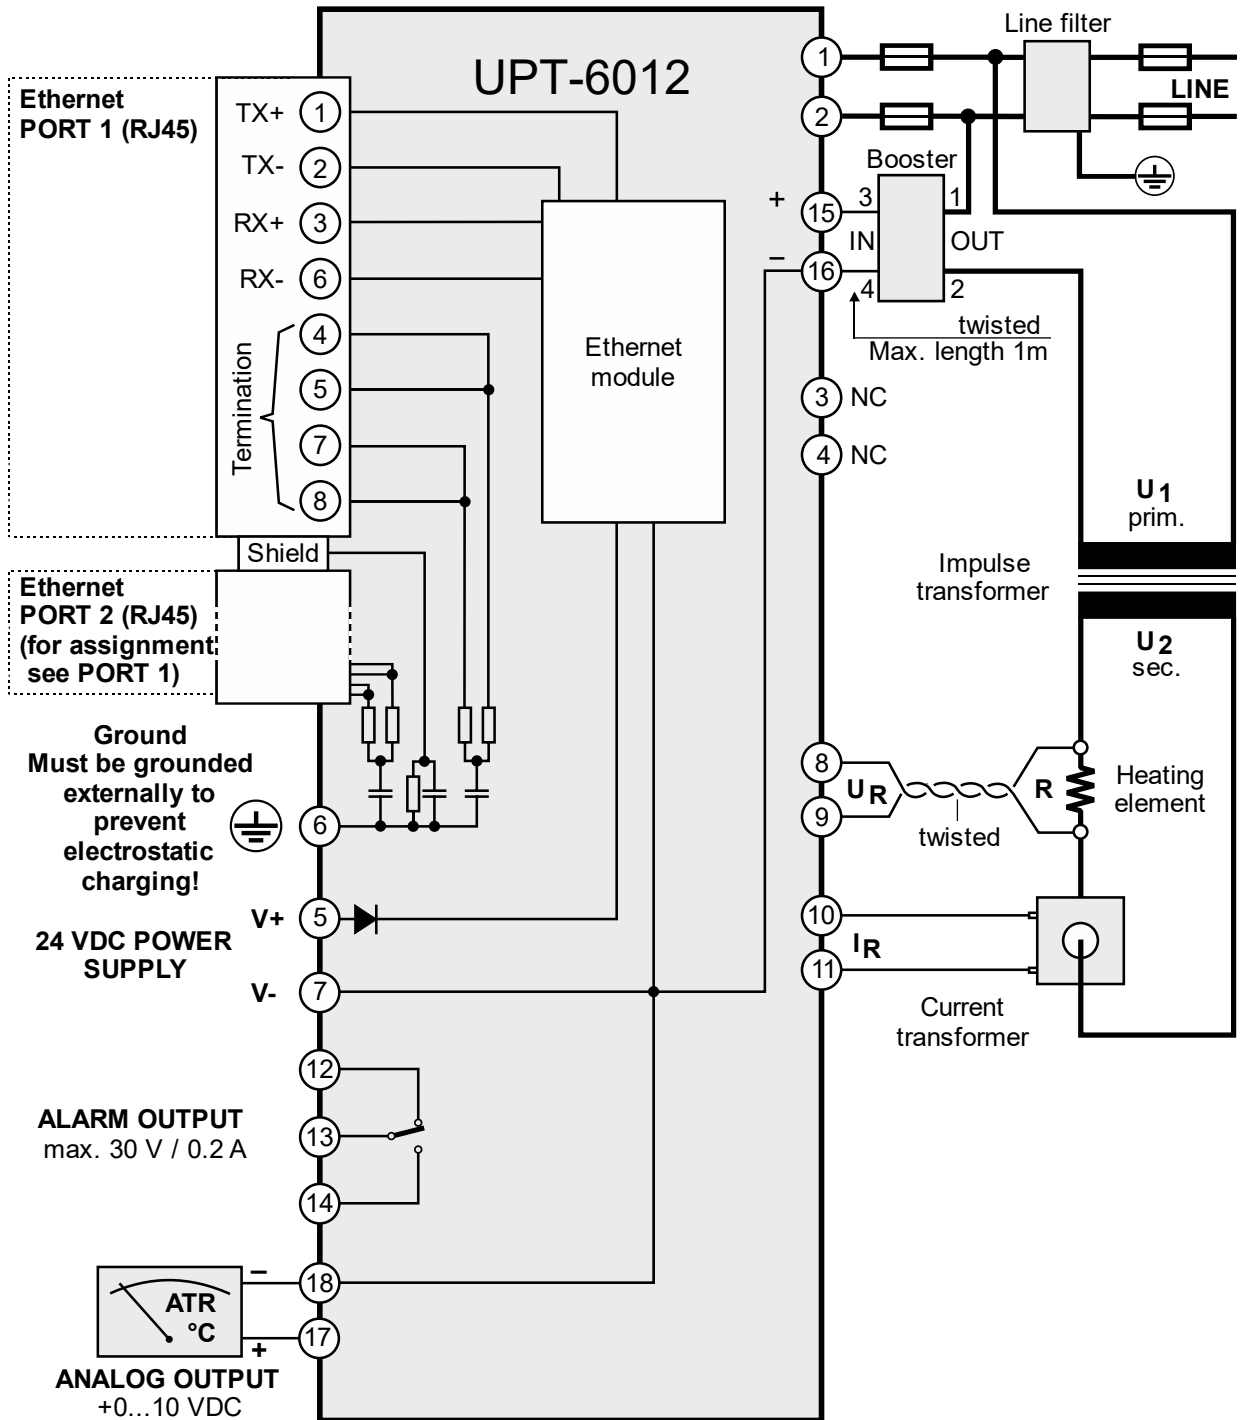 UPT-6012
Line filter
LINE
1
2
Ethernet
PORT 1 (RJ45)
TX+ 1
TX- 2
RX+ 3
RX- 6
4
5
7
8
Termination
Shield
Ethernet
PORT 2 (RJ45)
(for assignment
see PORT 1)
Ethernet
module
Booster
+ 15 3 1
IN OUT
− 16 4 2
twisted
Max. length 1m
3 NC
4 NC
U1
prim.
Impulse
transformer
U2
sec.
Ground
Must be grounded
externally to
prevent
electrostatic
charging!
6
V+ 5
24 VDC POWER
SUPPLY
V- 7
8
UR
9
twisted
R
Heating
element
10
IR
11
Current
transformer
12
ALARM OUTPUT
max. 30 V / 0.2 A
13
14
− 18
ATR
°C
+ 17
ANALOG OUTPUT
+0...10 VDC